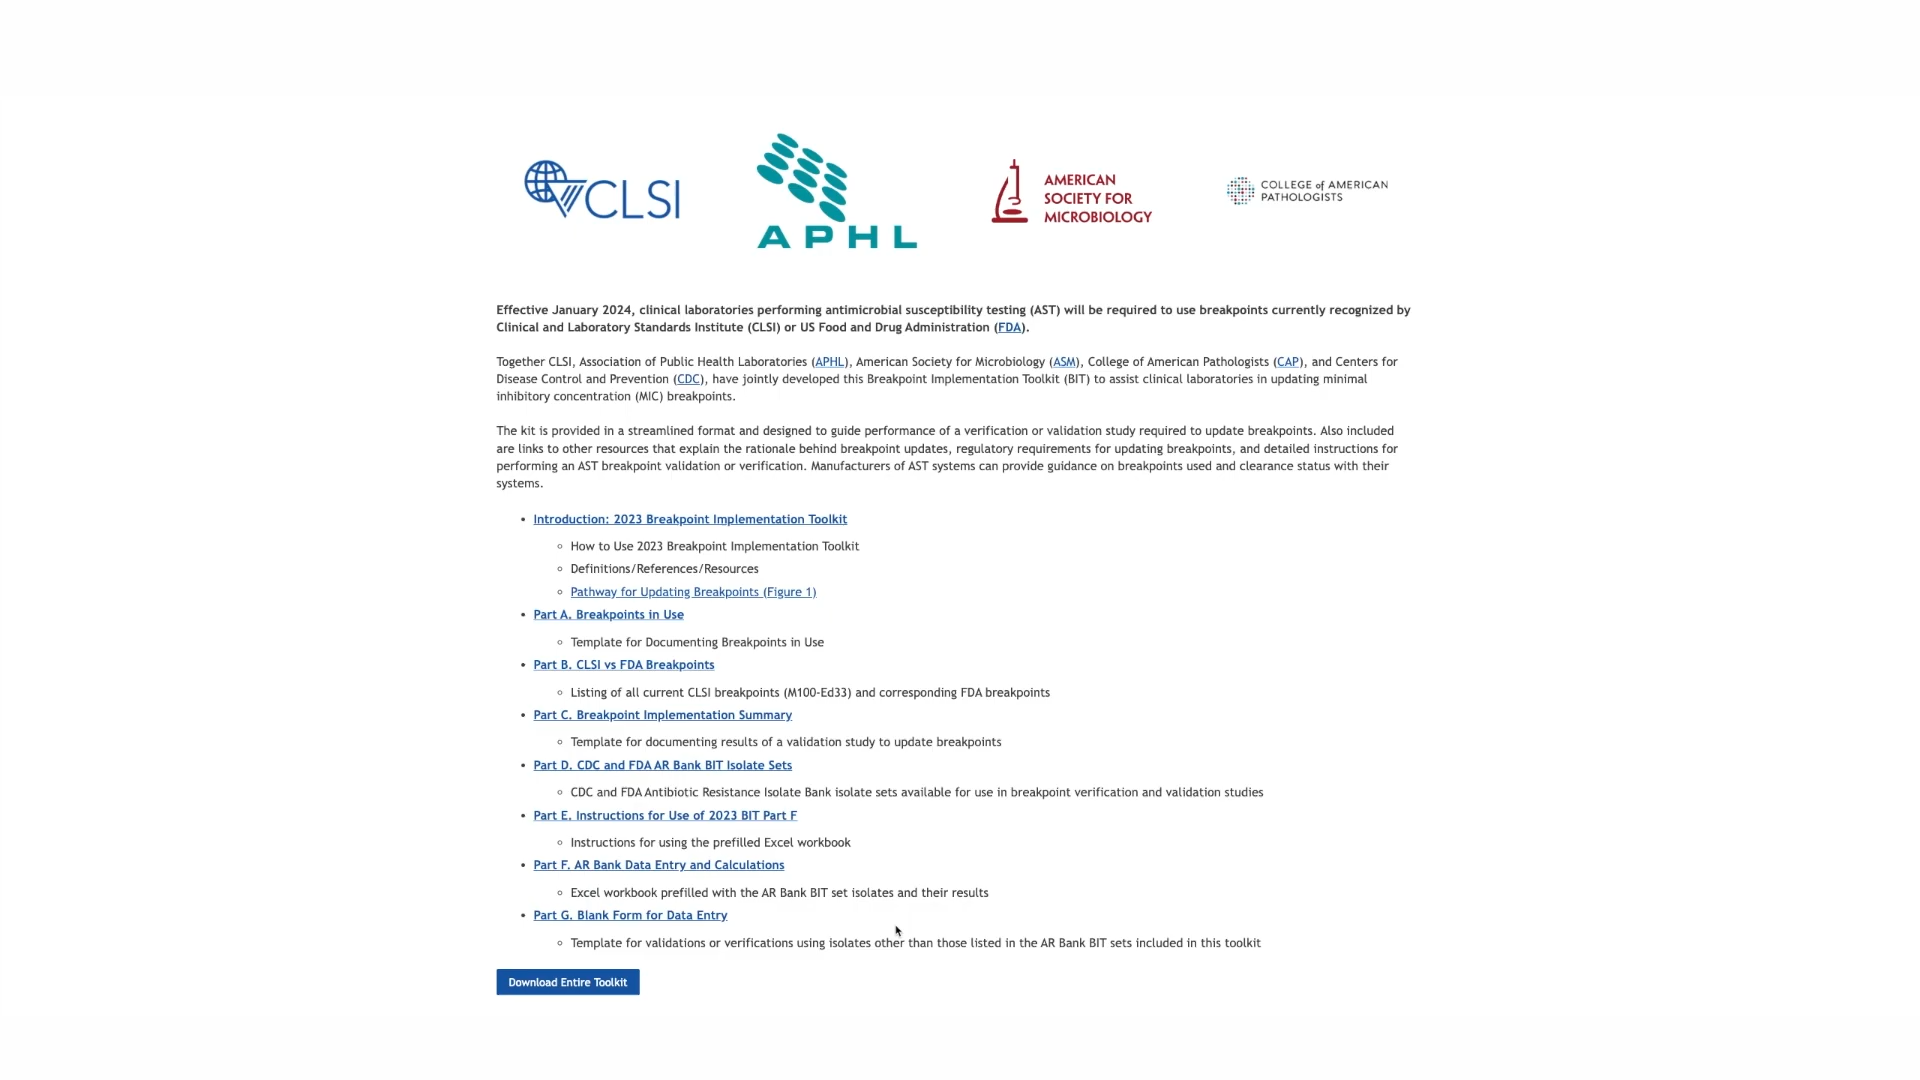 CLSI
APHL
AMERICAN
SOCIETY FOR
MICROBIOLOGY
COLLEGE of AMERICAN
PATHOLOGISTS
Effective January 2024, clinical laboratories performing antimicrobial susceptibility testing (AST) will be required to use breakpoints currently recognized by
Clinical and Laboratory Standards Institute (CLSI) or US Food and Drug Administration (FDA).
Together CLSI, Association of Public Health Laboratories (APHL), American Society for Microbiology (ASM), College of American Pathologists (CAP), and Centers for
Disease Control and Prevention (CDC), have jointly developed this Breakpoint Implementation Toolkit (BIT) to assist clinical laboratories in updating minimal
inhibitory concentration (MIC) breakpoints.
The kit is provided in a streamlined format and designed to guide performance of a verification or validation study required to update breakpoints. Also included
are links to other resources that explain the rationale behind breakpoint updates, regulatory requirements for updating breakpoints, and detailed instructions for
performing an AST breakpoint validation or verification. Manufacturers of AST systems can provide guidance on breakpoints used and clearance status with their
systems.
• Introduction: 2023 Breakpoint Implementation Toolkit
◦ How to Use 2023 Breakpoint Implementation Toolkit
◦ Definitions/References/Resources
◦ Pathway for Updating Breakpoints (Figure 1)
• Part A. Breakpoints in Use
◦ Template for Documenting Breakpoints in Use
• Part B. CLSI vs FDA Breakpoints
◦ Listing of all current CLSI breakpoints (M100-Ed33) and corresponding FDA breakpoints
• Part C. Breakpoint Implementation Summary
◦ Template for documenting results of a validation study to update breakpoints
• Part D. CDC and FDA AR Bank BIT Isolate Sets
◦ CDC and FDA Antibiotic Resistance Isolate Bank isolate sets available for use in breakpoint verification and validation studies
• Part E. Instructions for Use of 2023 BIT Part F
◦ Instructions for using the prefilled Excel workbook
• Part F. AR Bank Data Entry and Calculations
◦ Excel workbook prefilled with the AR Bank BIT set isolates and their results
• Part G. Blank Form for Data Entry
◦ Template for validations or verifications using isolates other than those listed in the AR Bank BIT sets included in this toolkit
Download Entire Toolkit